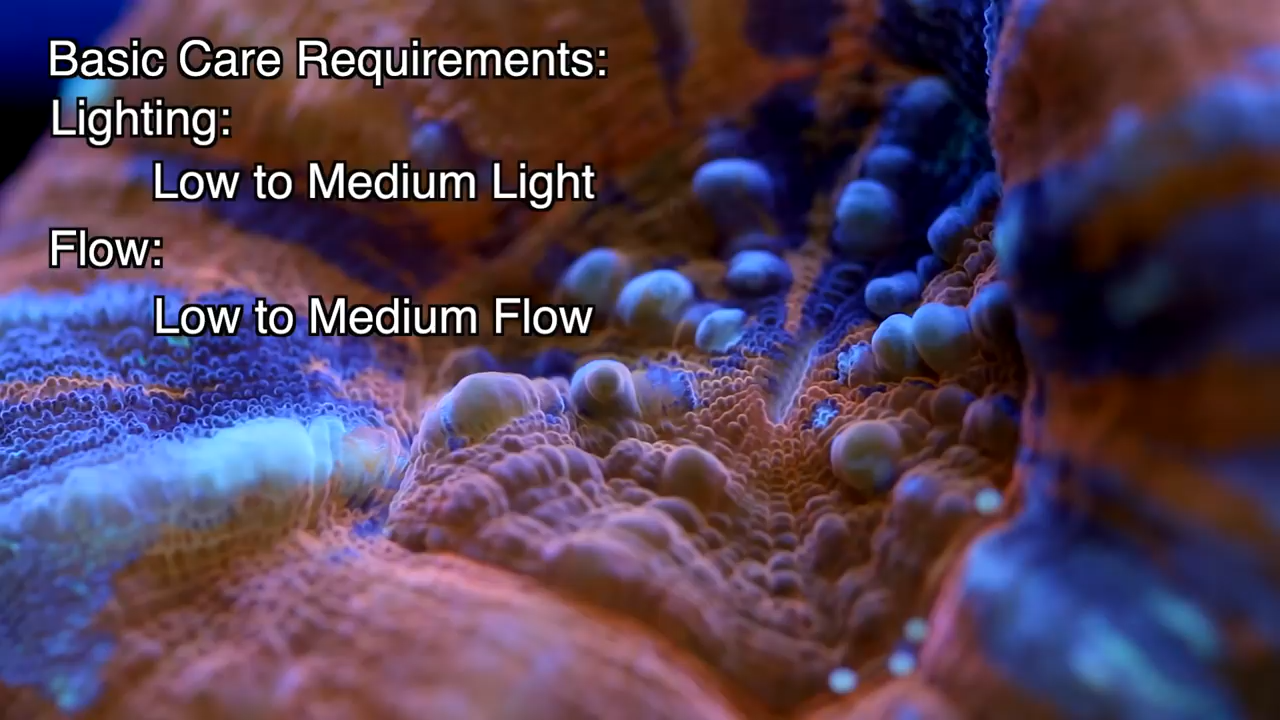 Basic Care Requirements:
Lighting:
Low to Medium Light
Flow:
Low to Medium Flow